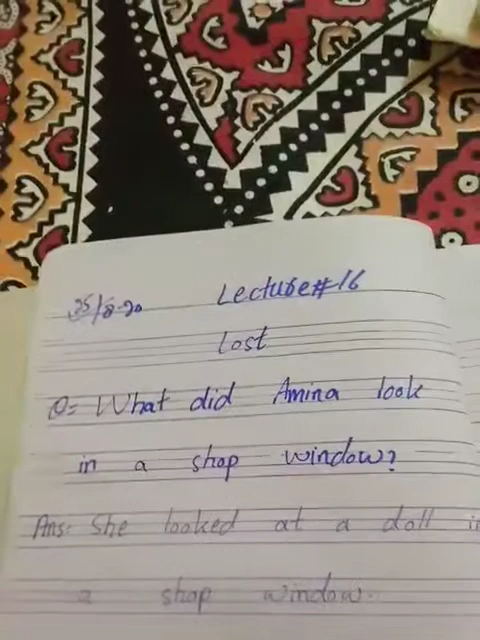 25/8-20
Lecture#16
Lost
Q= What did Amina look
in a shop window?
Ans: She looked at a doll in
a shop window.